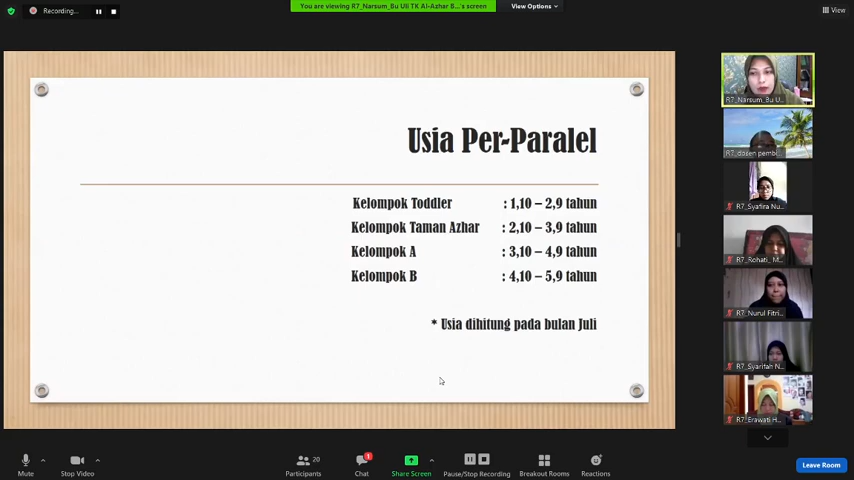 Recording...
You are viewing R7_Narsum_Bu Uli TK Al-Azhar B...'s screen
View Options
View
Usia Per-Paralel
Kelompok Toddler : 1,10 – 2,9 tahun
Kelompok Taman Azhar : 2,10 – 3,9 tahun
Kelompok A : 3,10 – 4,9 tahun
Kelompok B : 4,10 – 5,9 tahun
* Usia dihitung pada bulan Juli
R7_Narsum_Bu U...
R7_dosen pembi...
R7_Syafira Nu...
R7_Rohati_ M...
R7_Nurul Fitri...
R7_Syarifah N...
R7_Erawati H...
Mute
Stop Video
Participants
20
Chat
1
Share Screen
Pause/Stop Recording
Breakout Rooms
Reactions
Leave Room